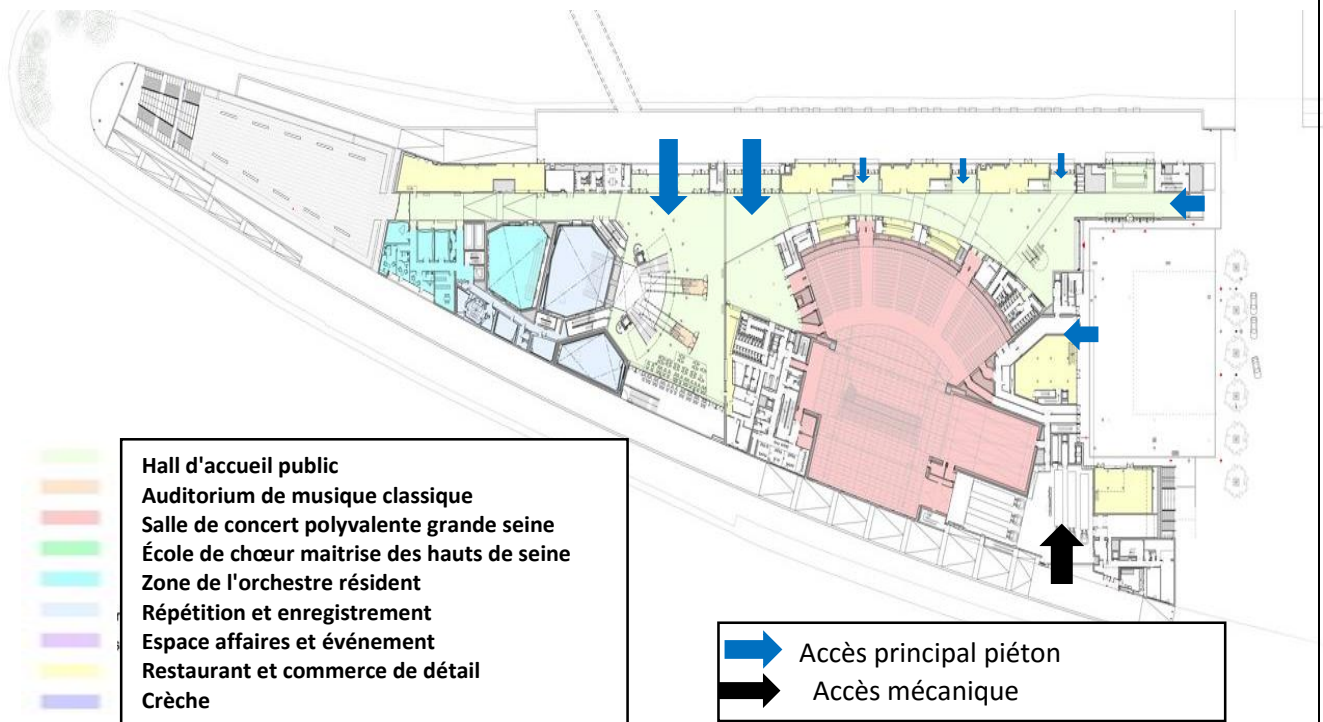 Hall d'accueil public
Auditorium de musique classique
Salle de concert polyvalente grande seine
École de chœur maitrise des hauts de seine
Zone de l'orchestre résident
Répétition et enregistrement
Espace affaires et événement
Restaurant et commerce de détail
Crèche
Accès principal piéton
Accès mécanique